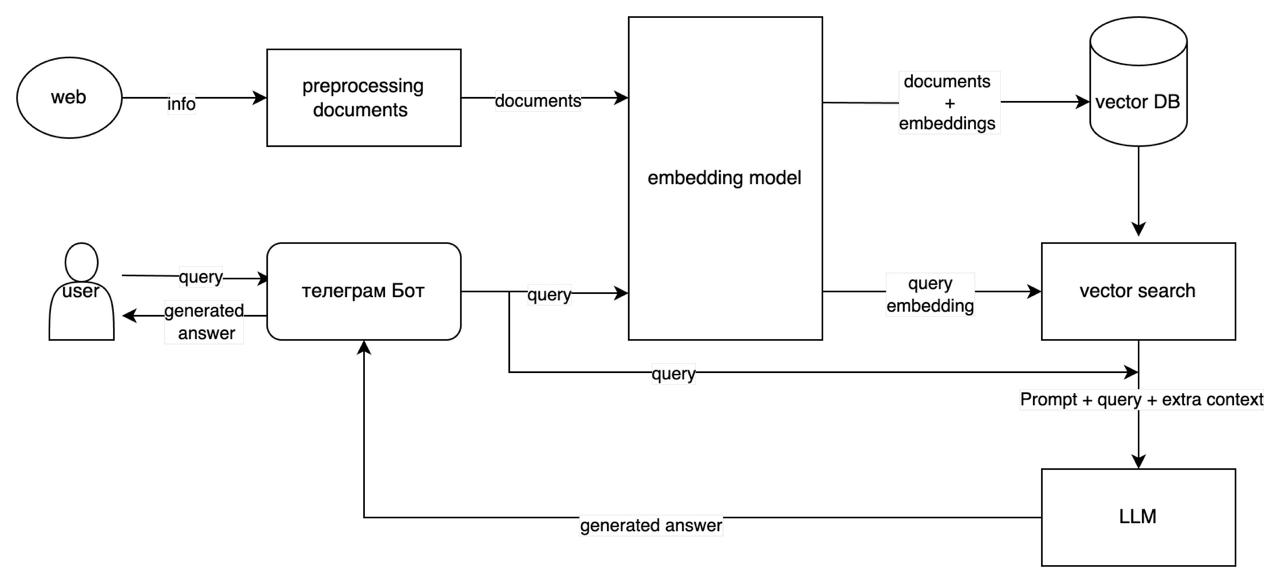 web
info
preprocessing
documents
documents
embedding model
documents
+
embeddings
vector DB
user
query
generated
answer
телеграм Бот
query
query
embedding
vector search
query
Prompt + query + extra context
LLM
generated answer